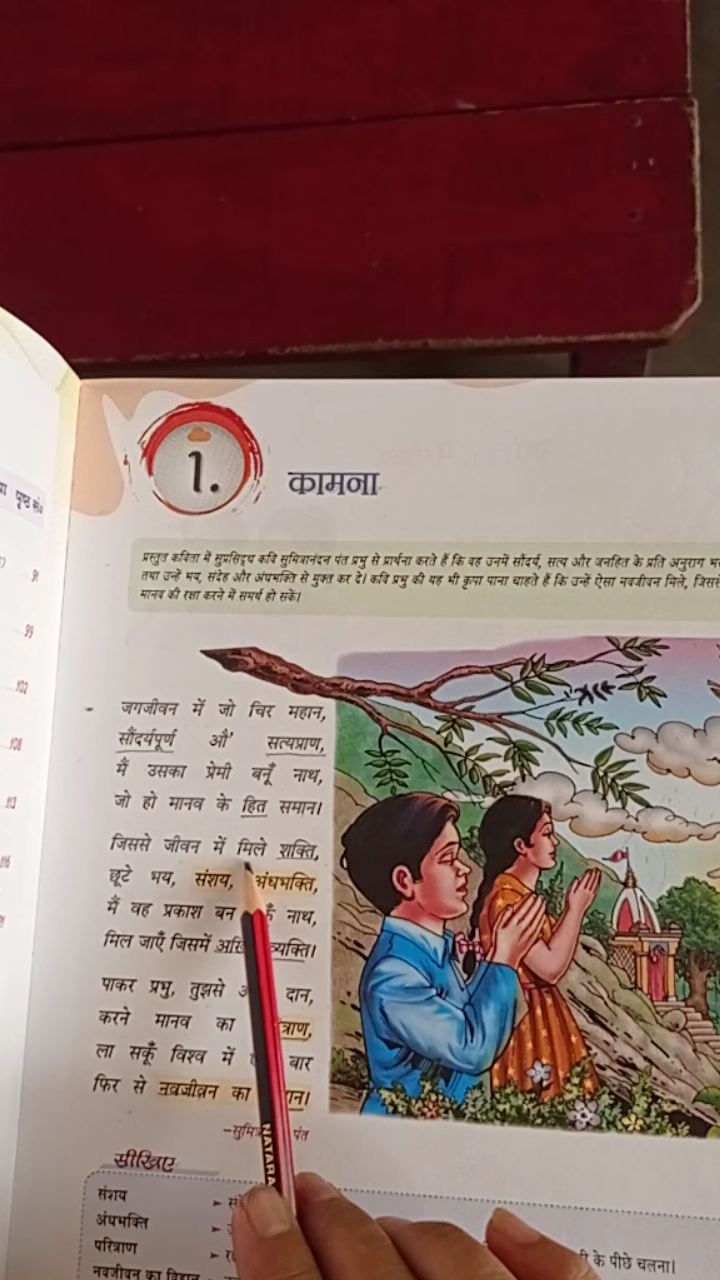 पृष्ठ सं०
91
99
102
108
113
116
1.
कामना
प्रस्तुत कविता में सुप्रसिद्ध कवि सुमित्रानंदन पंत प्रभु से प्रार्थना करते हैं कि वह उनमें सौंदर्य, सत्य और जनहित के प्रति अनुराग
तथा उन्हें भय, संदेह और अंधभक्ति से मुक्त कर दे। कवि प्रभु की यह भी कृपा पाना चाहते हैं कि उन्हें ऐसा नवजीवन मिले,
मानव की रक्षा करने में समर्थ हो सकें।
जगजीवन में जो चिर महान,
सौंदर्यपूर्ण औ' सत्यप्राण,
मैं उसका प्रेमी बनूँ नाथ,
जो हो मानव के हित समान।
जिससे जीवन में मिले शक्ति,
छूटे भय, संशय, अंधभक्ति,
मैं वह प्रकाश बन नाथ,
मिल जाएँ जिसमें व्यक्ति।
पाकर प्रभु, तुझसे दान,
करने मानव का त्राण,
ला सकूँ विश्व में बार
फिर से नवजीवन का
–सुमित्रा पंत
सीखिए
संशय
अंधभक्ति
परित्राण
नवजीवन का विहान
के पीछे चलना।
NATARA